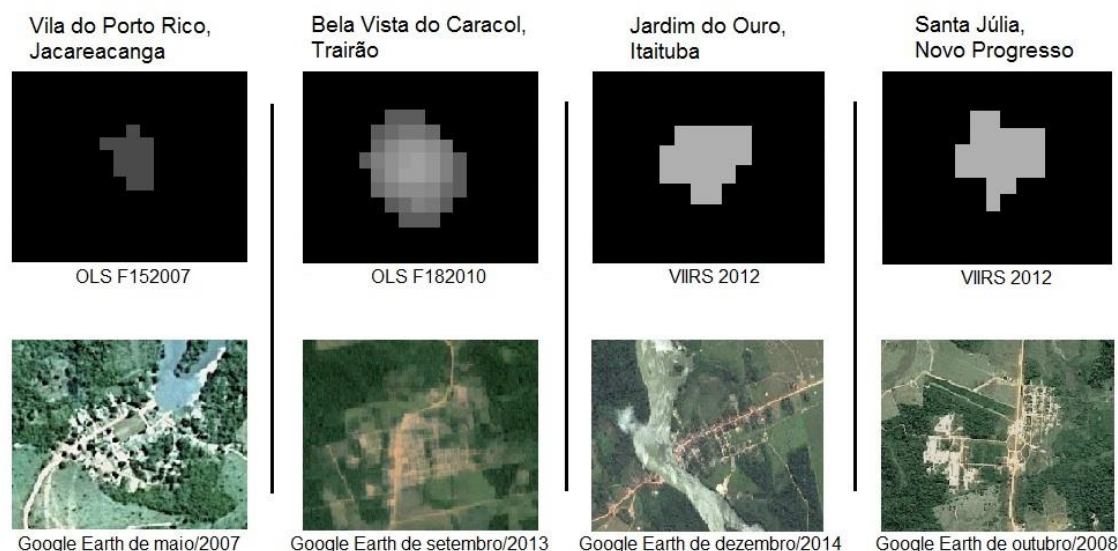 Vila do Porto Rico,
Jacareacanga
Bela Vista do Caracol,
Trairão
Jardim do Ouro,
Itaituba
Santa Júlia,
Novo Progresso
OLS F152007
OLS F182010
VIIRS 2012
VIIRS 2012
Google Earth de maio/2007
Google Earth de setembro/2013
Google Earth de dezembro/2014
Google Earth de outubro/2008